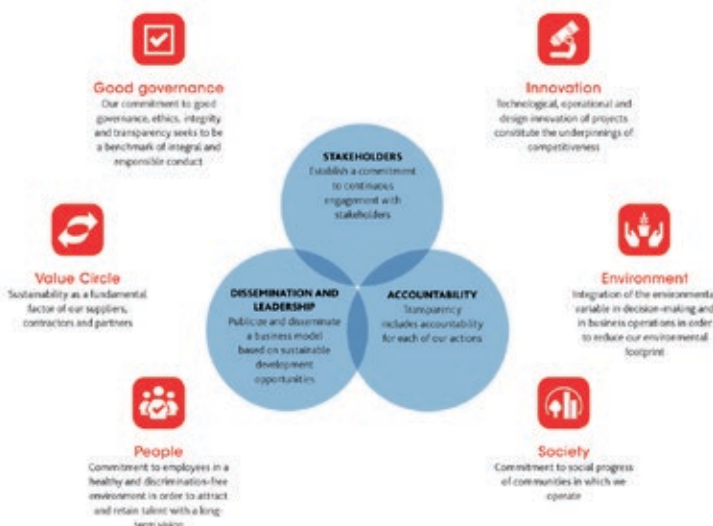 Good governance
Our commitment to good
governance, ethics, integrity
and transparency seeks to be
a benchmark of integral and
responsible conduct
Innovation
Technological, operational and
design innovation of projects
constitute the underpinnings of
competitiveness
STAKEHOLDERS
Establish a commitment
to continuous
engagement with
stakeholders
Value Circle
Sustainability as a fundamental
factor of our suppliers,
contractors and partners
DISSEMINATION AND
LEADERSHIP
Publicize and disseminate
a business model
based on sustainable
development
opportunities
ACCOUNTABILITY
Transparency
includes accountability
for each of our actions
Environment
Integration of the environmenta
variable in decision-making and
in business operations in order
to reduce our environmental
footprint
People
Commitment to employees in a
healthy and discrimination-free
environment in order to attract
and retain talent with a long-
term vision
Society
Commitment to social progress
of communities in which we
operate